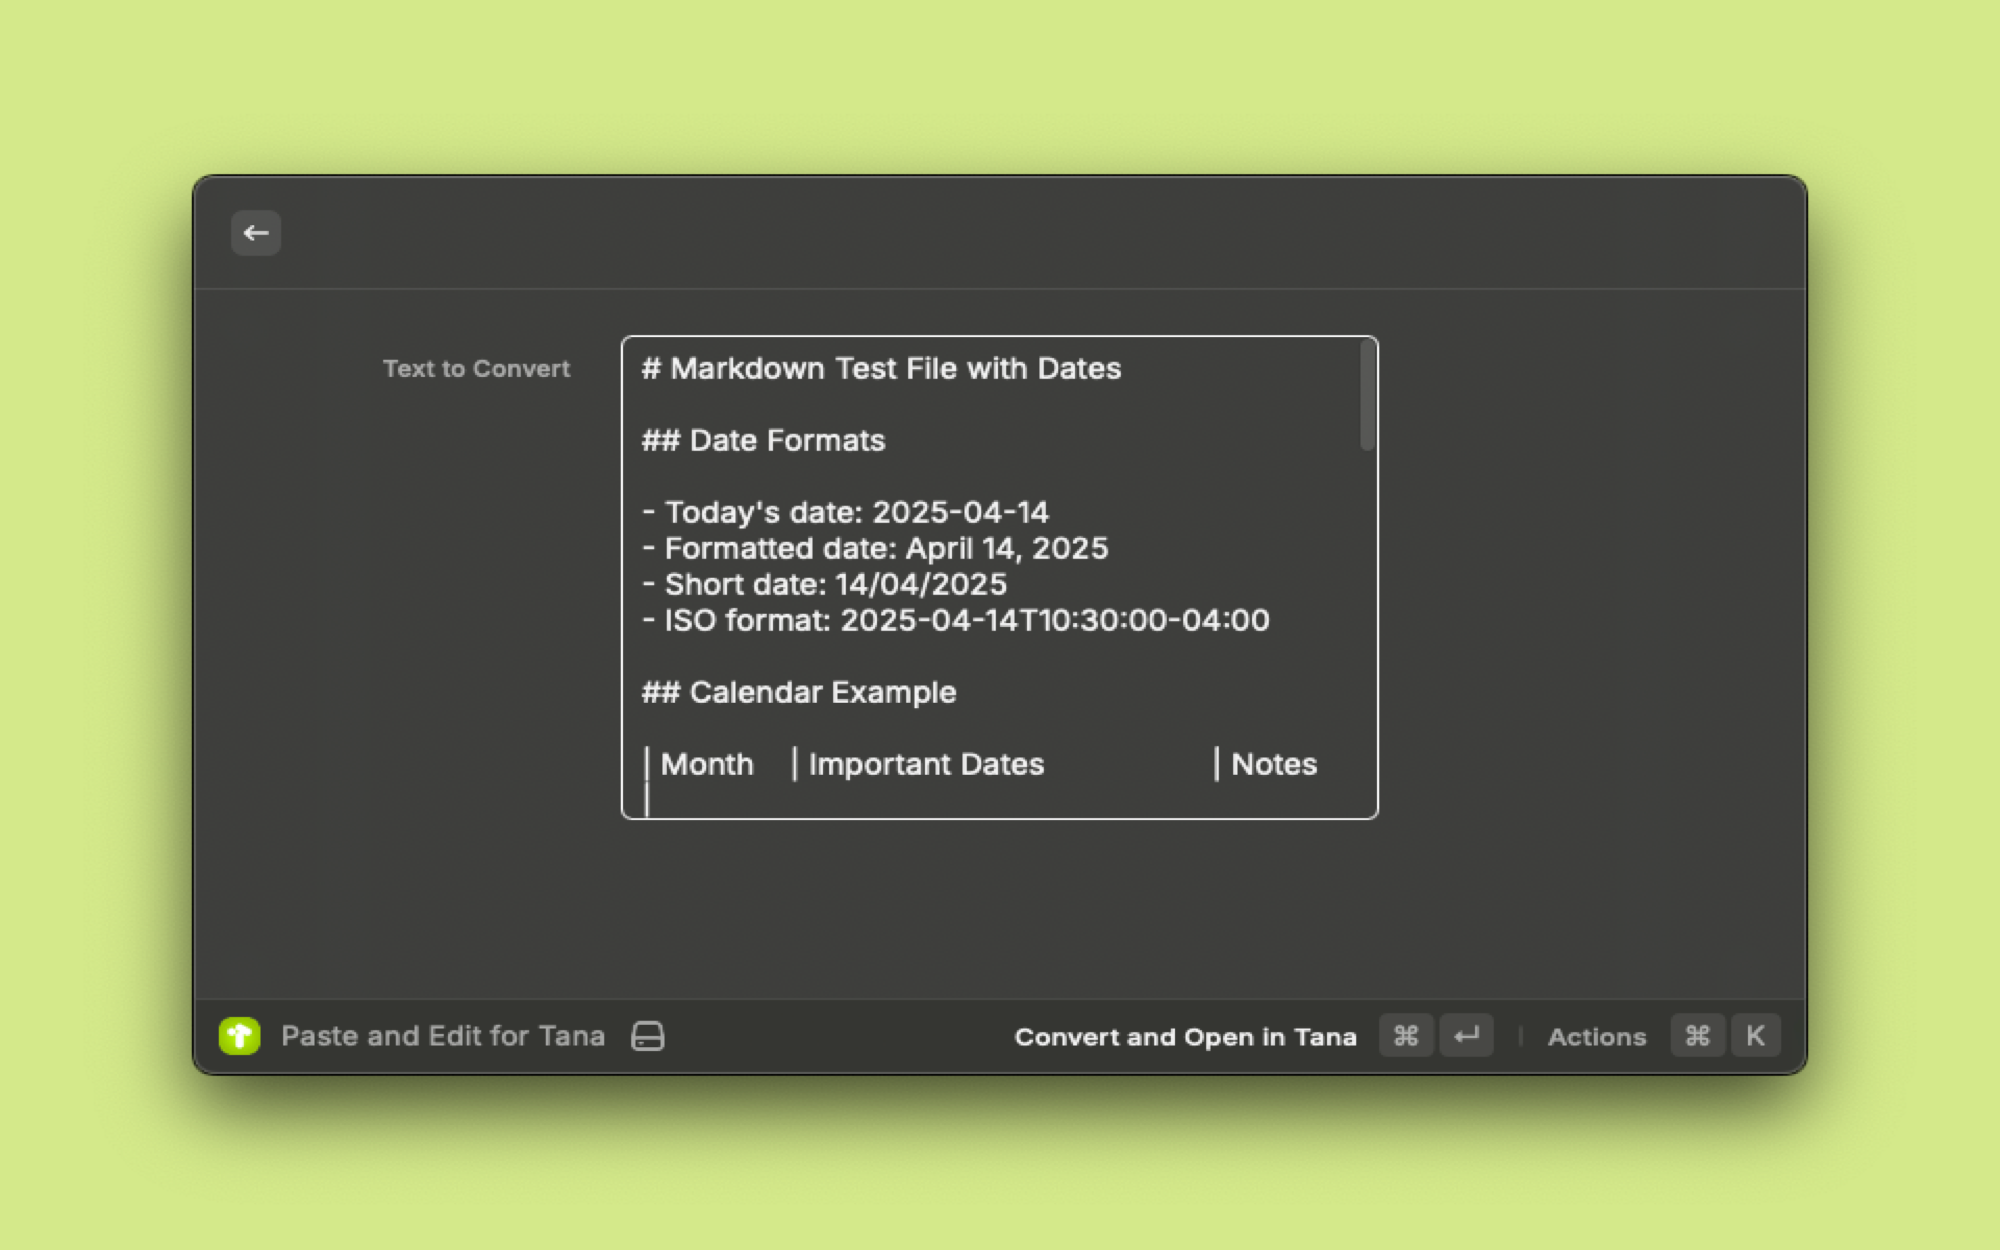 Text to Convert
# Markdown Test File with Dates
## Date Formats
- Today's date: 2025-04-14
- Formatted date: April 14, 2025
- Short date: 14/04/2025
- ISO format: 2025-04-14T10:30:00-04:00
## Calendar Example
| Month | Important Dates | Notes
|
Paste and Edit for Tana
Convert and Open in Tana ⌘ ↵ | Actions ⌘ K